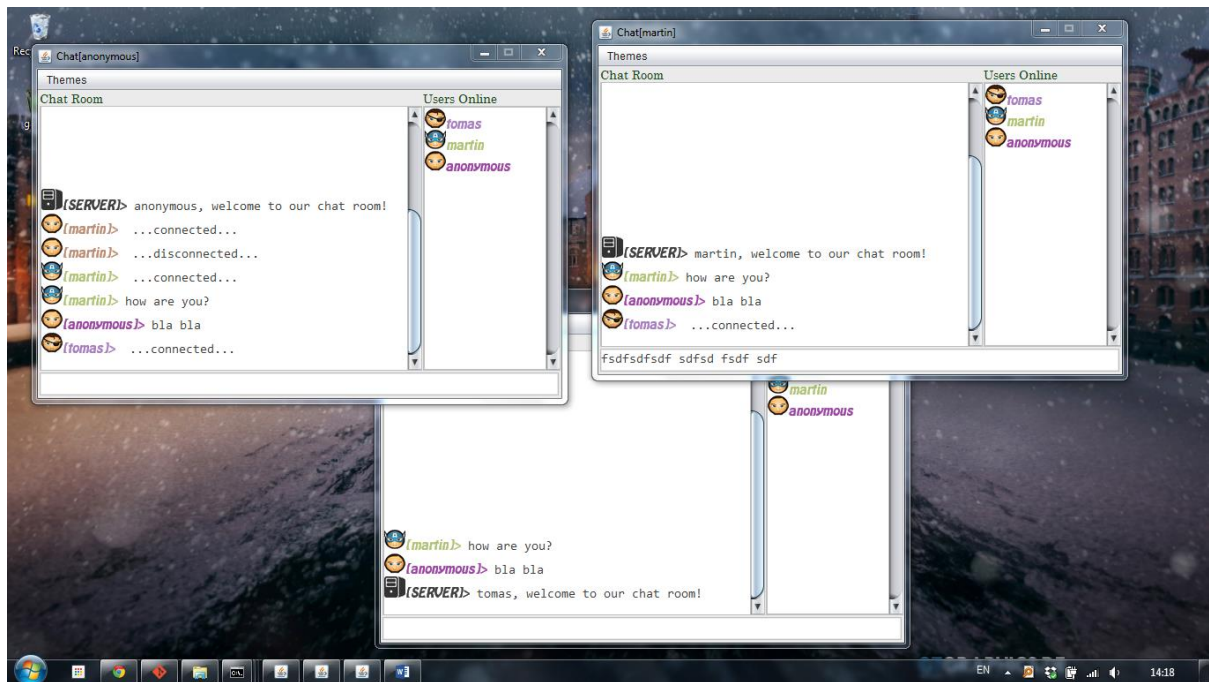 Rec
Chat[anonymous]
Themes
Chat Room
Users Online
tomas
martin
anonymous
[SERVER]> anonymous, welcome to our chat room!
[martin]> ...connected...
[martin]> ...disconnected...
[martin]> ...connected...
[martin]> how are you?
[anonymous]> bla bla
[tomas]> ...connected...
Chat[martin]
Themes
Chat Room
Users Online
tomas
martin
anonymous
[SERVER]> martin, welcome to our chat room!
[martin]> how are you?
[anonymous]> bla bla
[tomas]> ...connected...
fsdfsdfsdf sdfsd fsdf sdf
martin
anonymous
[martin]> how are you?
[anonymous]> bla bla
[SERVER]> tomas, welcome to our chat room!
EN
14:18